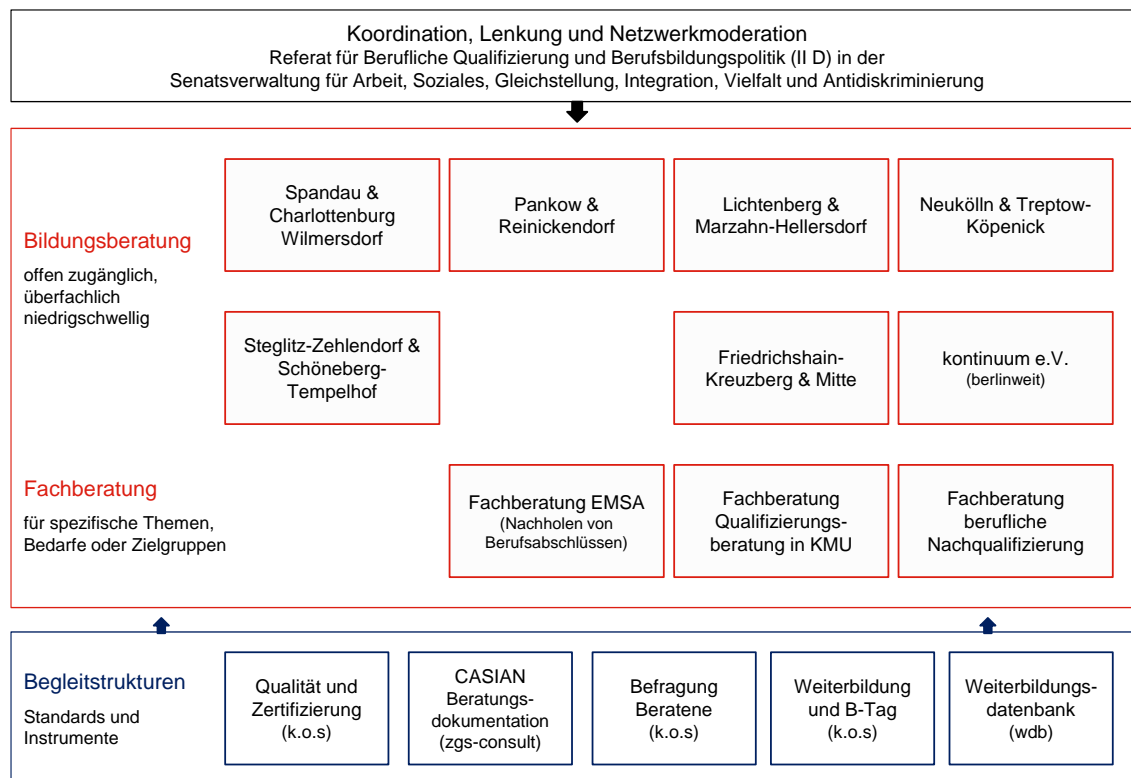 Koordination, Lenkung und Netzwerkmoderation
Referat für Berufliche Qualifizierung und Berufsbildungspolitik (II D) in der
Senatsverwaltung für Arbeit, Soziales, Gleichstellung, Integration, Vielfalt und Antidiskriminierung
Bildungsberatung
offen zugänglich,
überfachlich
niedrigschwellig
Spandau &
Charlottenburg
Wilmersdorf
Pankow &
Reinickendorf
Lichtenberg &
Marzahn-Hellersdorf
Neukölln & Treptow-
Köpenick
Steglitz-Zehlendorf &
Schöneberg-
Tempelhof
Friedrichshain-
Kreuzberg & Mitte
kontinuum e.V.
(berlinweit)
Fachberatung
für spezifische Themen,
Bedarfe oder Zielgruppen
Fachberatung EMSA
(Nachholen von
Berufsabschlüssen)
Fachberatung
Qualifizierungs-
beratung in KMU
Fachberatung
berufliche
Nachqualifizierung
Begleitstrukturen
Standards und
Instrumente
Qualität und
Zertifizierung
(k.o.s)
CASIAN
Beratungs-
dokumentation
(zgs-consult)
Befragung
Beratene
(k.o.s)
Weiterbildung
und B-Tag
(k.o.s)
Weiterbildungs-
datenbank
(wdb)